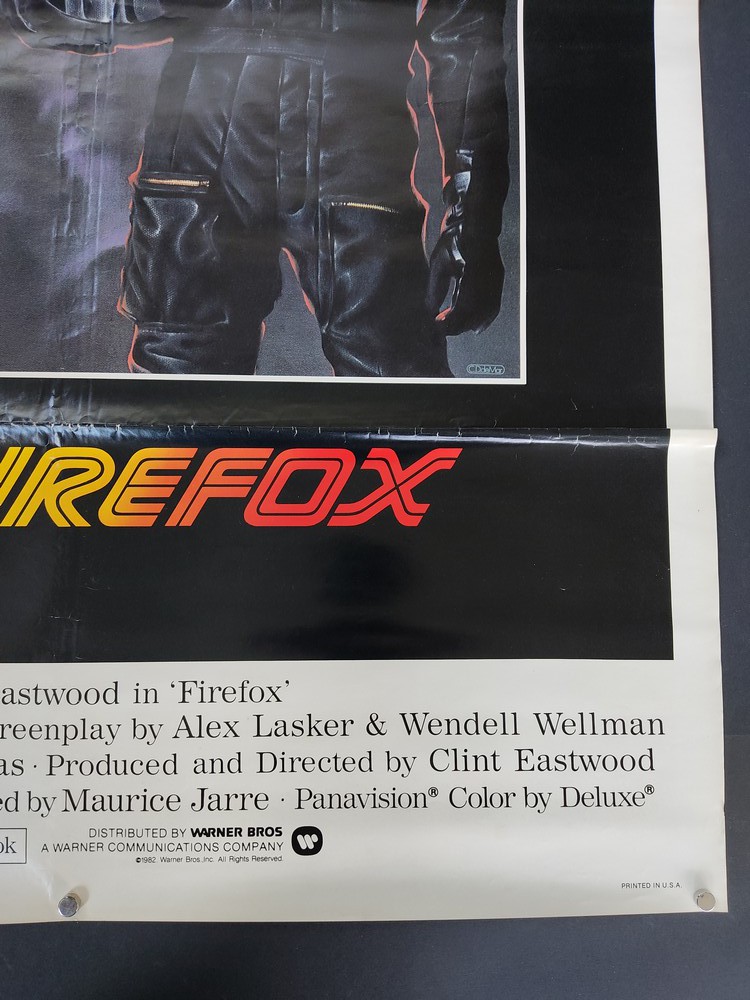 CDdeMar
IREFOX
astwood in ‘Firefox’
reenplay by Alex Lasker & Wendell Wellman
as · Produced and Directed by Clint Eastwood
ed by Maurice Jarre · Panavision® Color by Deluxe®
ok
DISTRIBUTED BY WARNER BROS
A WARNER COMMUNICATIONS COMPANY
©1982 Warner Bros. Inc. All Rights Reserved.
PRINTED IN U.S.A.